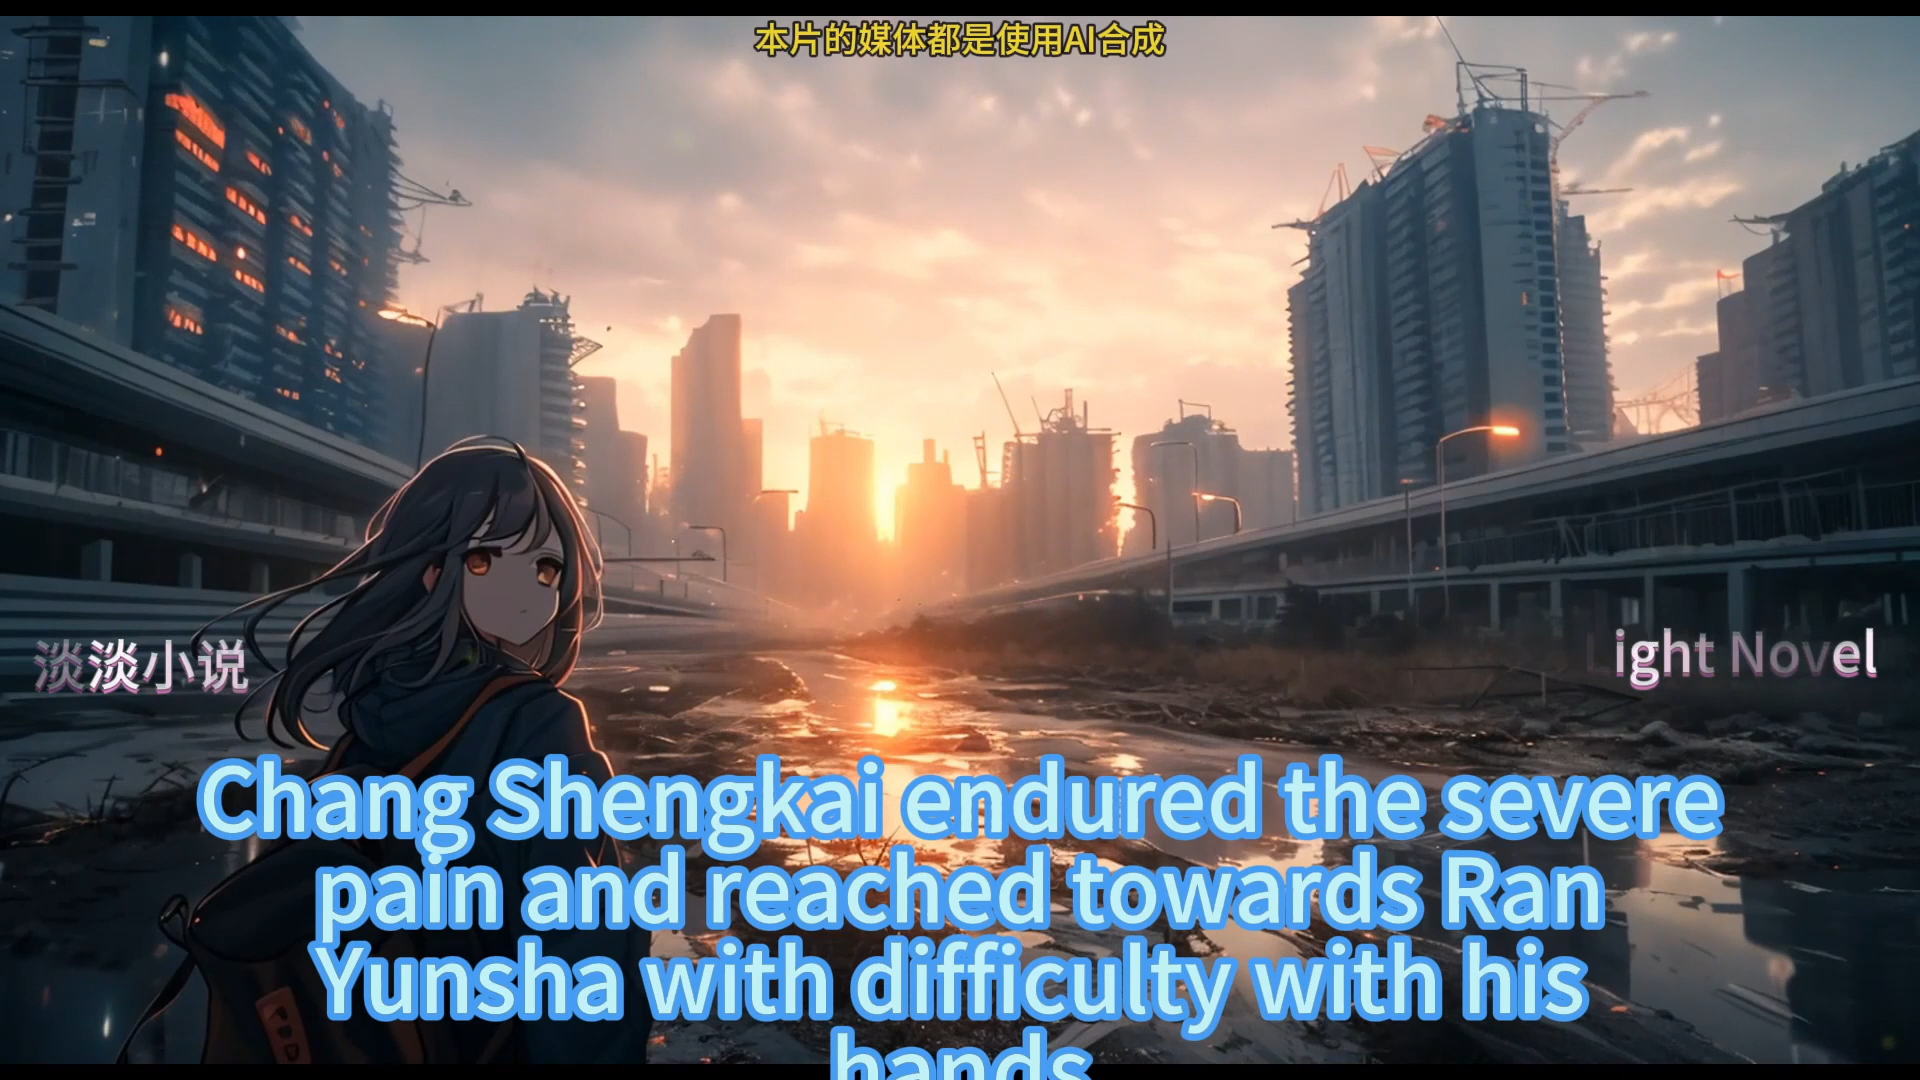 本片的媒体都是使用AI合成
淡淡小说
ight Novel
Chang Shengkai endured the severe
pain and reached towards Ran
Yunsha with difficulty with his
hands